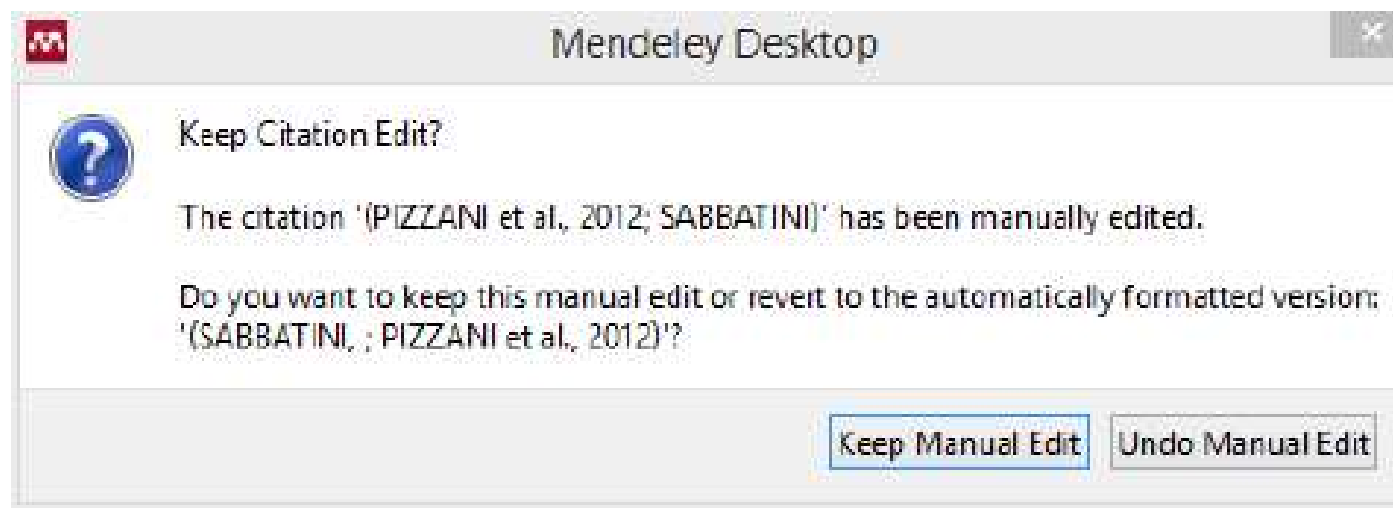 Mendeley Desktop
Keep Citation Edit?
The citation '(PIZZANI et al., 2012; SABBATINI)' has been manually edited.
Do you want to keep this manual edit or revert to the automatically formatted version:
'(SABBATINI, ; PIZZANI et al., 2012)'?
Keep Manual Edit
Undo Manual Edit